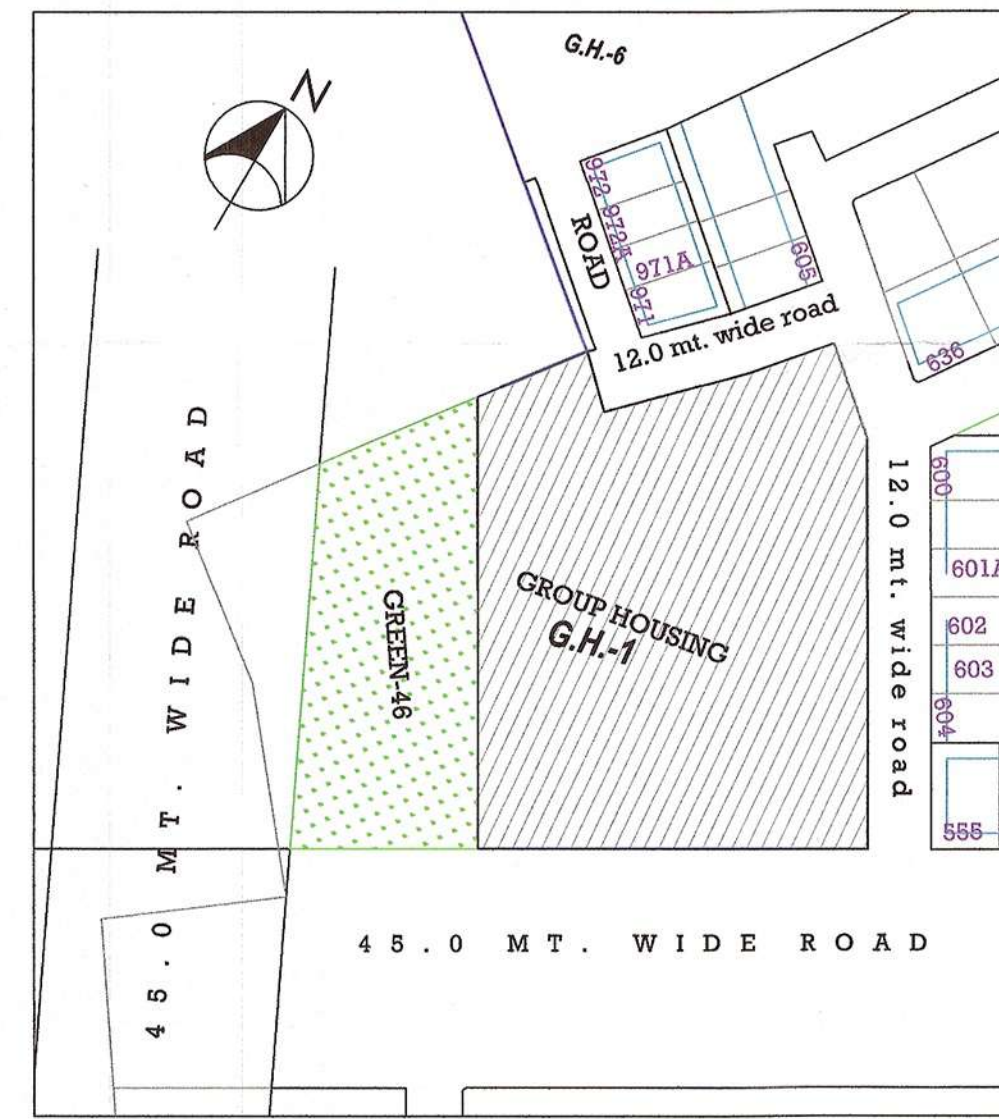 G.H.-6
N
972
972A
971A
971
605
ROAD
12.0 mt. wide road
636
45.0 MT. WIDE ROAD
GREEN-46
GROUP HOUSING
G.H.-1
12.0 mt. wide road
600
601A
602
603
604
555
45.0 MT. WIDE ROAD